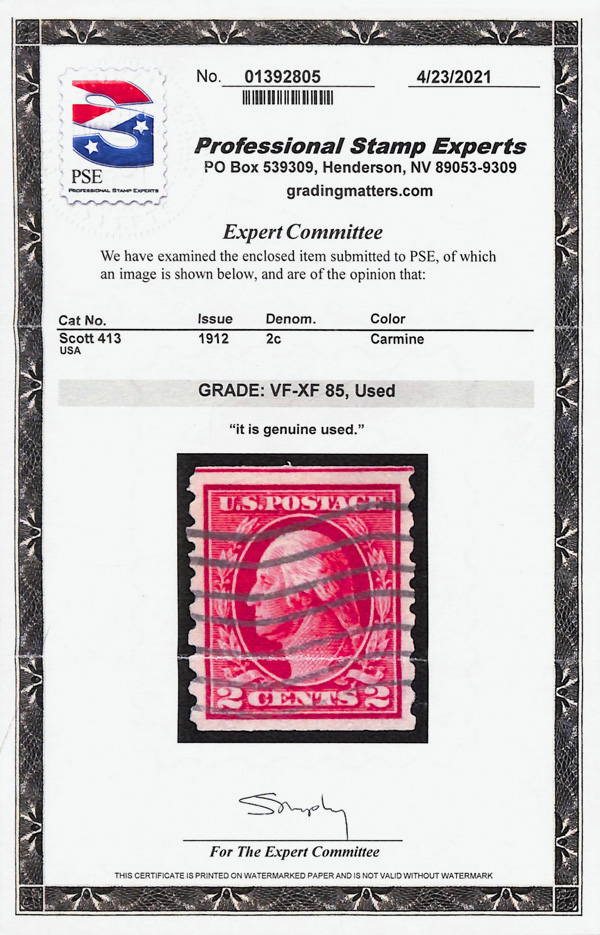 No. 01392805 4/23/2021
PSE
PROFESSIONAL STAMP EXPERTS
Professional Stamp Experts
PO Box 539309, Henderson, NV 89053-9309
gradingmatters.com
Expert Committee
We have examined the enclosed item submitted to PSE, of which
an image is shown below, and are of the opinion that:
Cat No. Issue Denom. Color
Scott 413 1912 2c Carmine
USA
GRADE: VF-XF 85, Used
“it is genuine used.”
U.S.POSTAGE
2 CENTS 2
For The Expert Committee
THIS CERTIFICATE IS PRINTED ON WATERMARKED PAPER AND IS NOT VALID WITHOUT WATERMARK